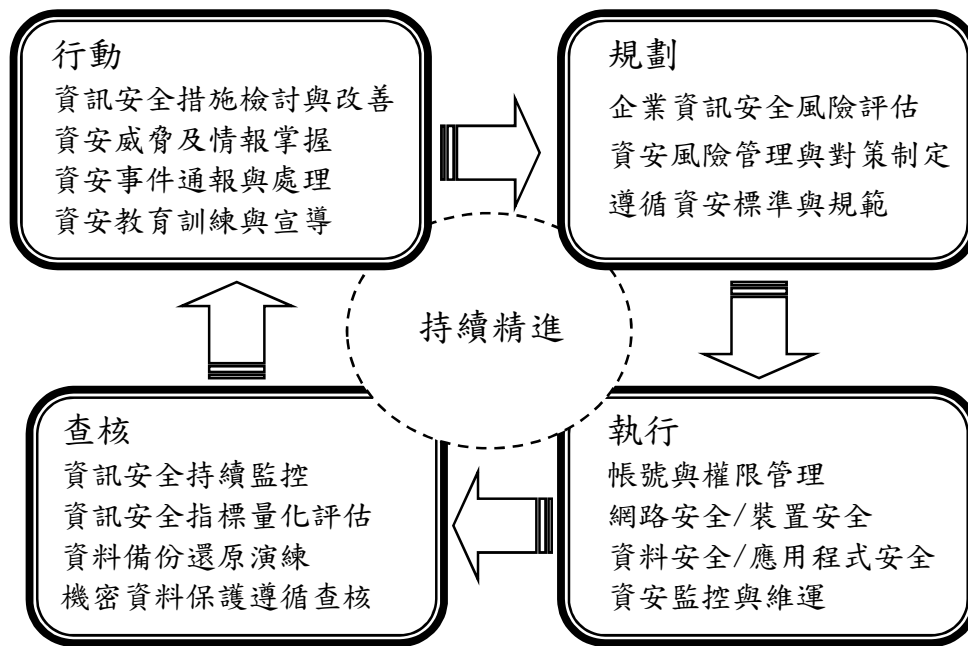 行動
資訊安全措施檢討與改善
資安威脅及情報掌握
資安事件通報與處理
資安教育訓練與宣導
規劃
企業資訊安全風險評估
資安風險管理與對策制定
遵循資安標準與規範
持續精進
查核
資訊安全持續監控
資訊安全指標量化評估
資料備份還原演練
機密資料保護遵循查核
執行
帳號與權限管理
網路安全/裝置安全
資料安全/應用程式安全
資安監控與維運